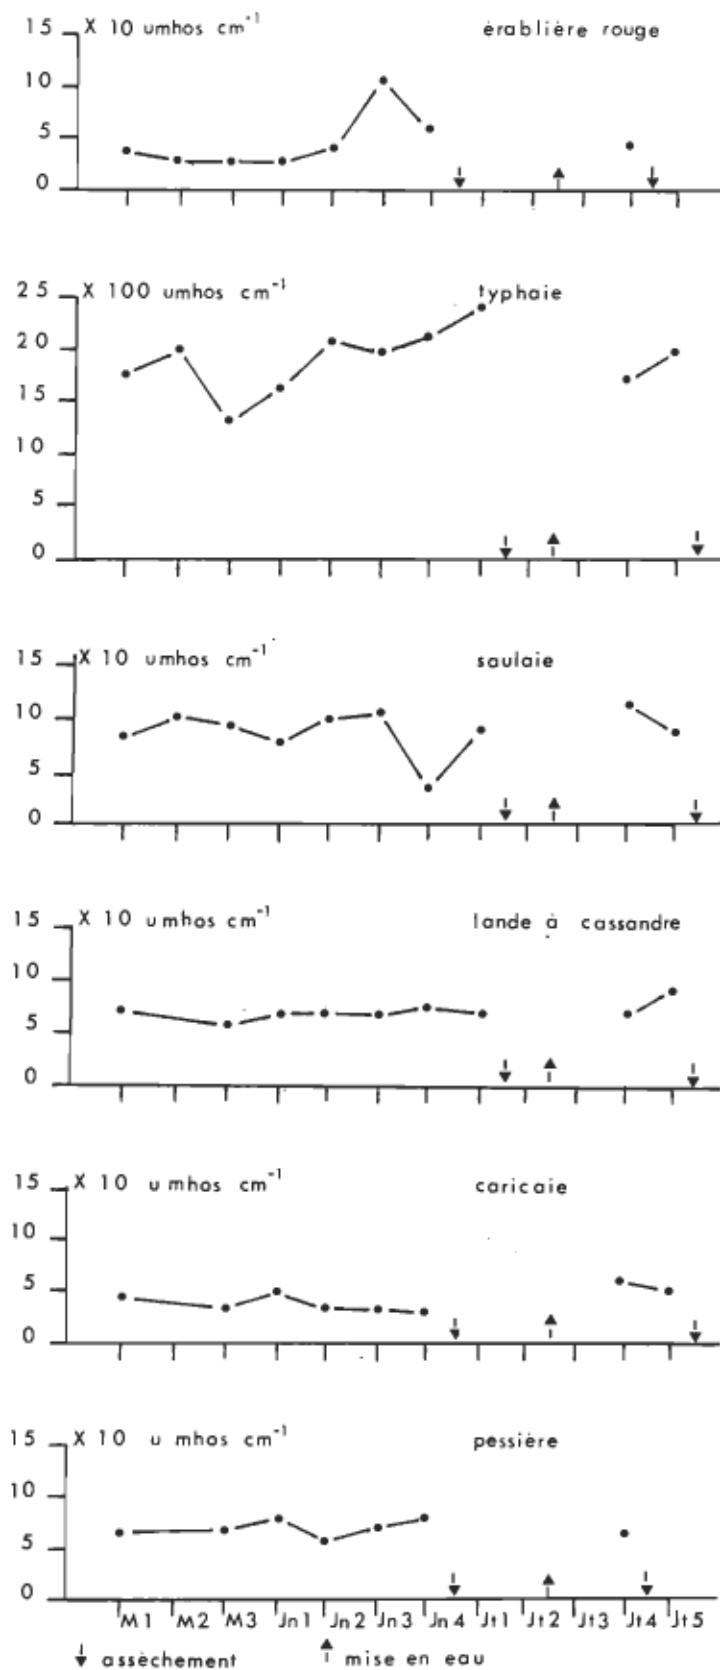 15 X 10 umhos cm⁻¹ érablière rouge
10
5
0
25 X 100 umhos cm⁻¹ typhaie
20
15
10
5
0
15 X 10 umhos cm⁻¹ saulaie
10
5
0
15 X 10 umhos cm⁻¹ lande à cassandre
10
5
0
15 X 10 umhos cm⁻¹ caricaie
10
5
0
15 X 10 umhos cm⁻¹ pessière
10
5
0
M1 M2 M3 Jn1 Jn2 Jn3 Jn4 Jt1 Jt2 Jt3 Jt4 Jt5
assèchement mise en eau